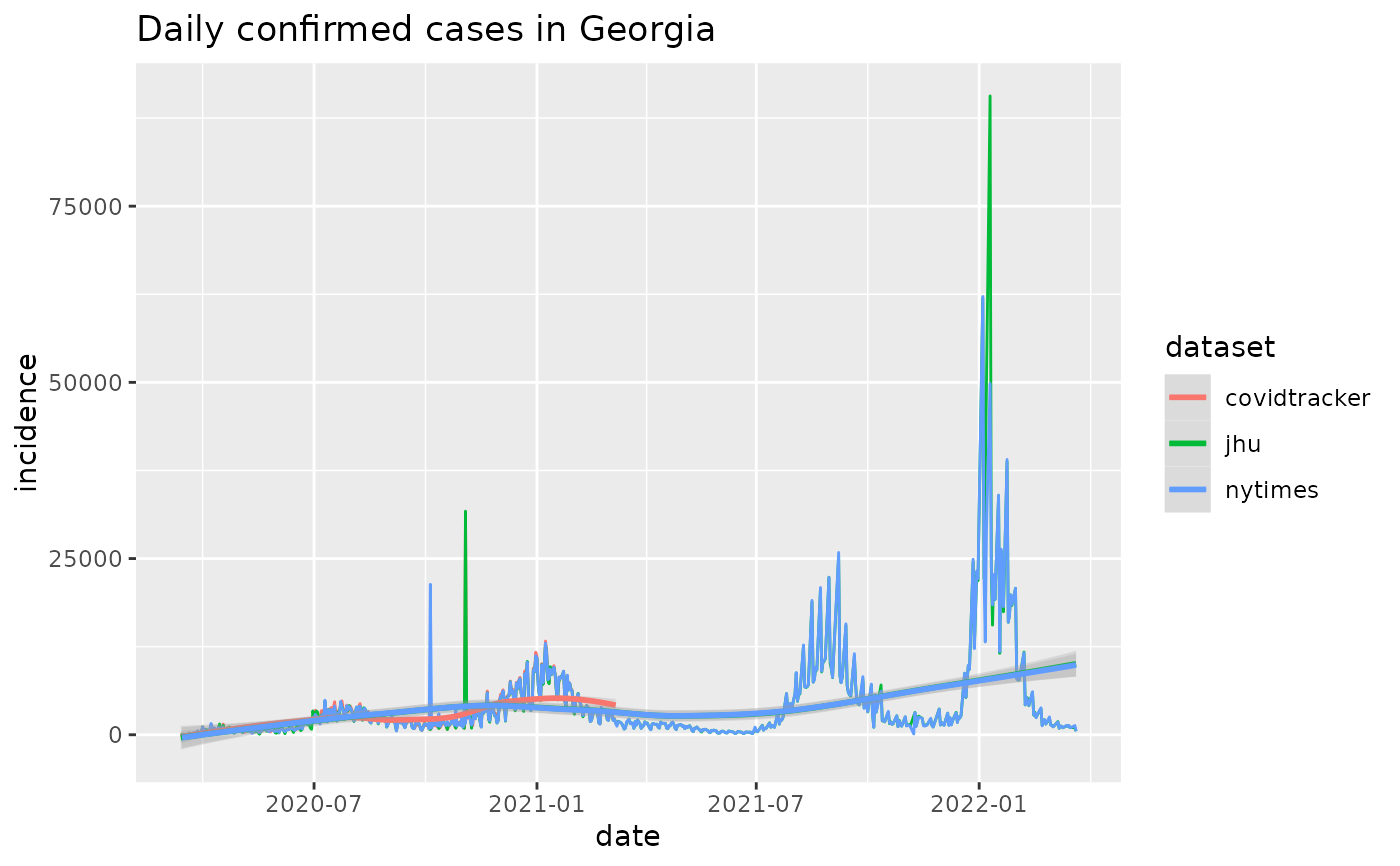 Daily confirmed cases in Georgia
incidence
75000
50000
25000
0
2020-07
2021-01
2021-07
2022-01
date
dataset
covidtracker
jhu
nytimes